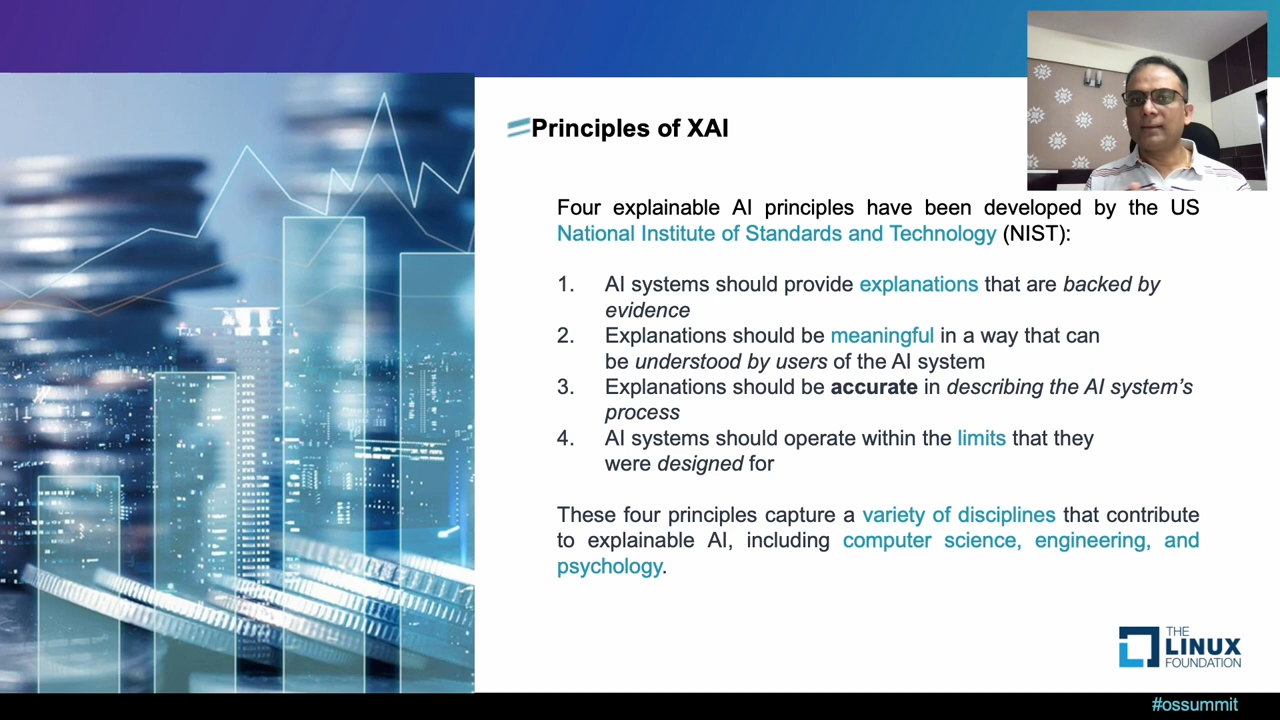 Principles of XAI
Four explainable AI principles have been developed by the US
National Institute of Standards and Technology (NIST):
1. AI systems should provide explanations that are backed by
evidence
2. Explanations should be meaningful in a way that can
be understood by users of the AI system
3. Explanations should be accurate in describing the AI system’s
process
4. AI systems should operate within the limits that they
were designed for
These four principles capture a variety of disciplines that contribute
to explainable AI, including computer science, engineering, and
psychology.
THE
LINUX
FOUNDATION
#ossummit